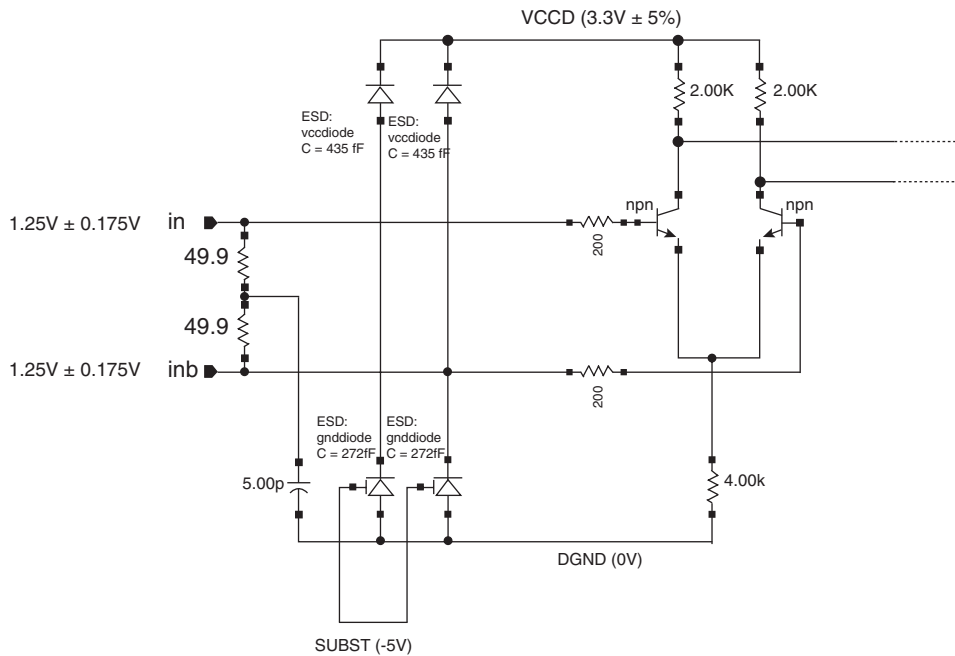 VCCD (3.3V ± 5%)
2.00K
2.00K
ESD:
vccdiode
C = 435 fF
ESD:
vccdiode
C = 435 fF
npn
npn
1.25V ± 0.175V
in
200
49.9
49.9
1.25V ± 0.175V
inb
200
ESD:
gnddiode
C = 272fF
ESD:
gnddiode
C = 272fF
5.00p
4.00k
DGND (0V)
SUBST (-5V)